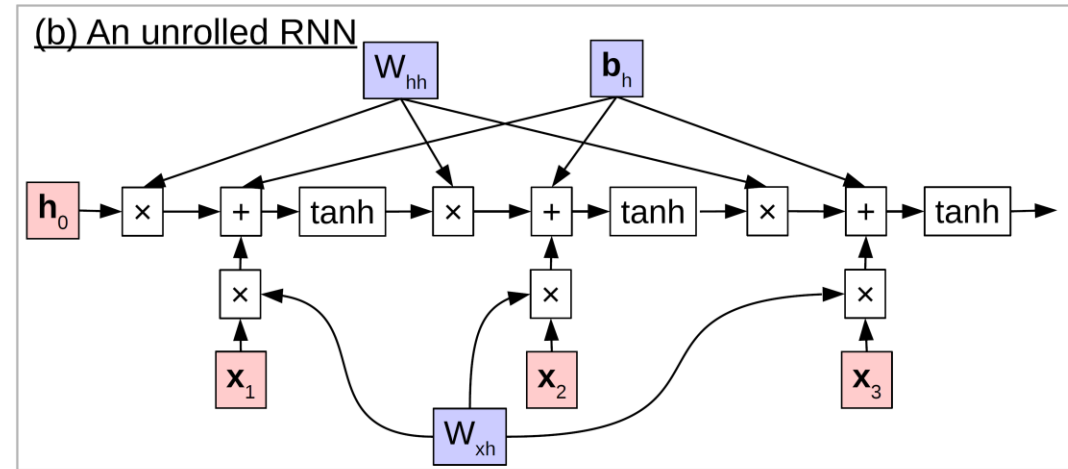 (b) An unrolled RNN
W_hh b_h
h_0 × + tanh × + tanh × + tanh
× × ×
x_1 x_2 x_3
W_xh